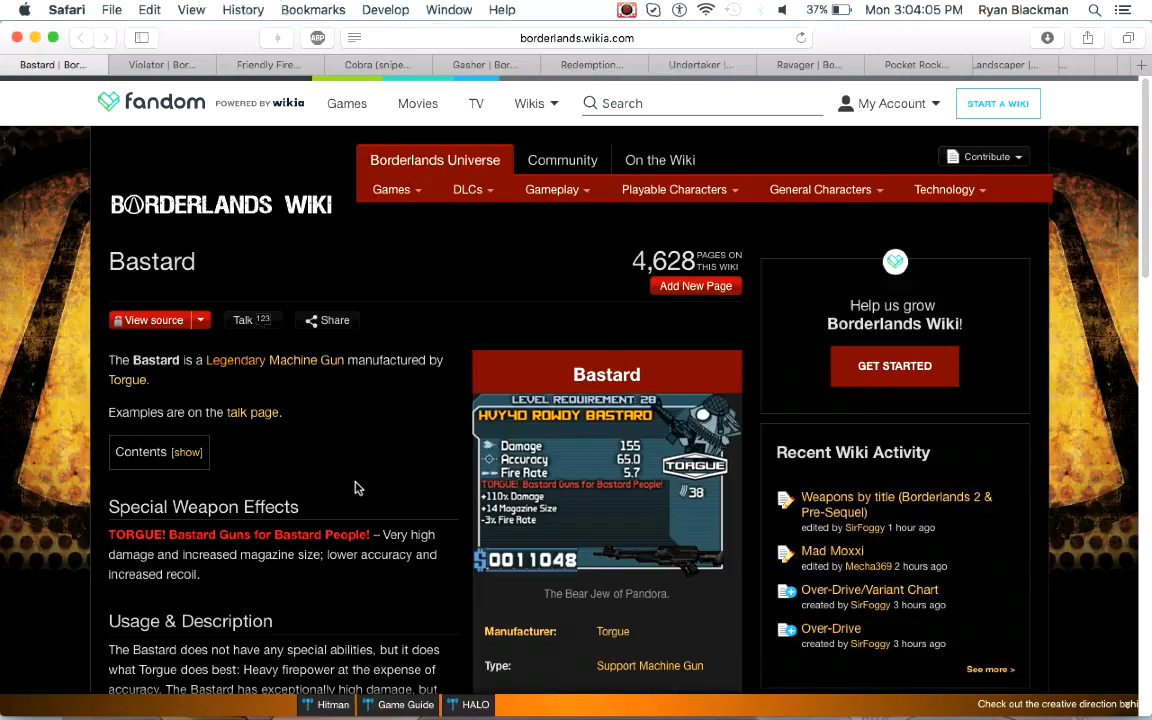 Safari File Edit View History Bookmarks Develop Window Help 37% Mon 3:04:05 PM Ryan Blackman
ABP borderlands.wikia.com
Bastard | Bor... Violator | Bor... Friendly Fire... Cobra (snipe... Gasher | Bor... Redemption... Undertaker |... Ravager | Bo... Pocket Rock... Landscaper |...
fandom POWERED BY wikia Games Movies TV Wikis Search My Account START A WIKI
Borderlands Universe Community On the Wiki Contribute
Games DLCs Gameplay Playable Characters General Characters Technology
BORDERLANDS WIKI
Bastard
4,628 PAGES ON THIS WIKI
Add New Page
View source Talk 123 Share
The Bastard is a Legendary Machine Gun manufactured by
Torgue.
Examples are on the talk page.
Contents [show]
Special Weapon Effects
TORGUE! Bastard Guns for Bastard People! – Very high
damage and increased magazine size; lower accuracy and
increased recoil.
Usage & Description
The Bastard does not have any special abilities, but it does
what Torgue does best: Heavy firepower at the expense of
accuracy. The Bastard has exceptionally high damage, but
Bastard
LEVEL REQUIREMENT: 28
HVY40 ROWDY BASTARD
Damage 155
Accuracy 65.0
Fire Rate 5.7
TORGUE
38
TORGUE! Bastard Guns for Bastard People!
+110% Damage
+14 Magazine Size
-3% Fire Rate
$0011048
The Bear Jew of Pandora.
Manufacturer: Torgue
Type: Support Machine Gun
Help us grow
Borderlands Wiki!
GET STARTED
Recent Wiki Activity
Weapons by title (Borderlands 2 &
Pre-Sequel)
edited by SirFoggy 1 hour ago
Mad Moxxi
edited by Mecha369 2 hours ago
Over-Drive/Variant Chart
created by SirFoggy 3 hours ago
Over-Drive
created by SirFoggy 3 hours ago
See more >
Hitman Game Guide HALO Check out the creative direction behi